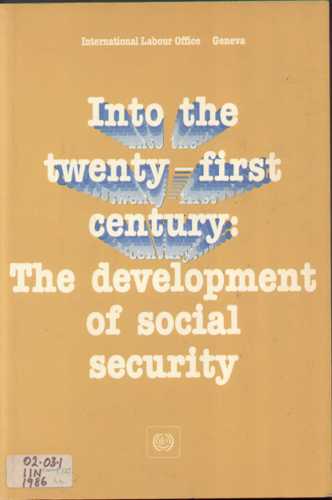 International Labour Office Geneva
Into the
twenty-first
century:
The development
of social
security
02·03·1
IIN
1986